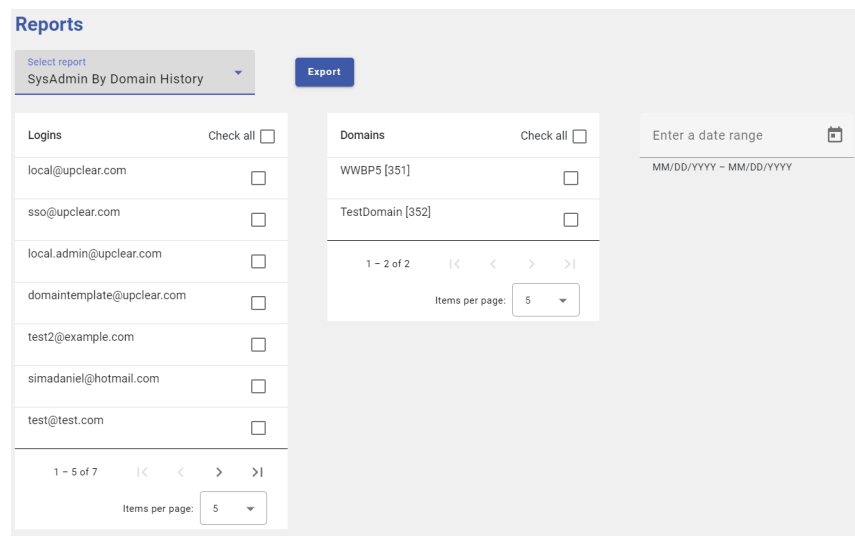 Reports
Select report
SysAdmin By Domain History
Export
Logins Check all
local@upclear.com
sso@upclear.com
local.admin@upclear.com
domaintemplate@upclear.com
test2@example.com
simadaniel@hotmail.com
test@test.com
1 – 5 of 7
Items per page: 5
Domains Check all
WWBP5 [351]
TestDomain [352]
1 – 2 of 2
Items per page: 5
Enter a date range
MM/DD/YYYY – MM/DD/YYYY